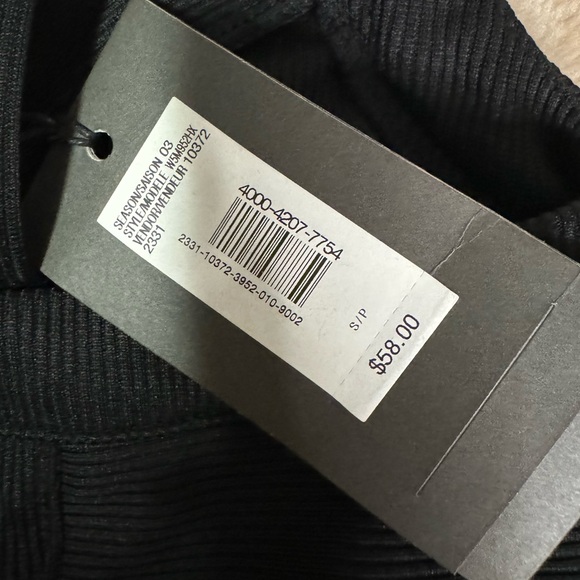 SEASON/SAISON 03
STYLE/MODELE W5M952HX
VENDOR/VENDEUR 10372
2331
4000-4207-7754
2331-10372-3952-010-9002
S/P
$58.00